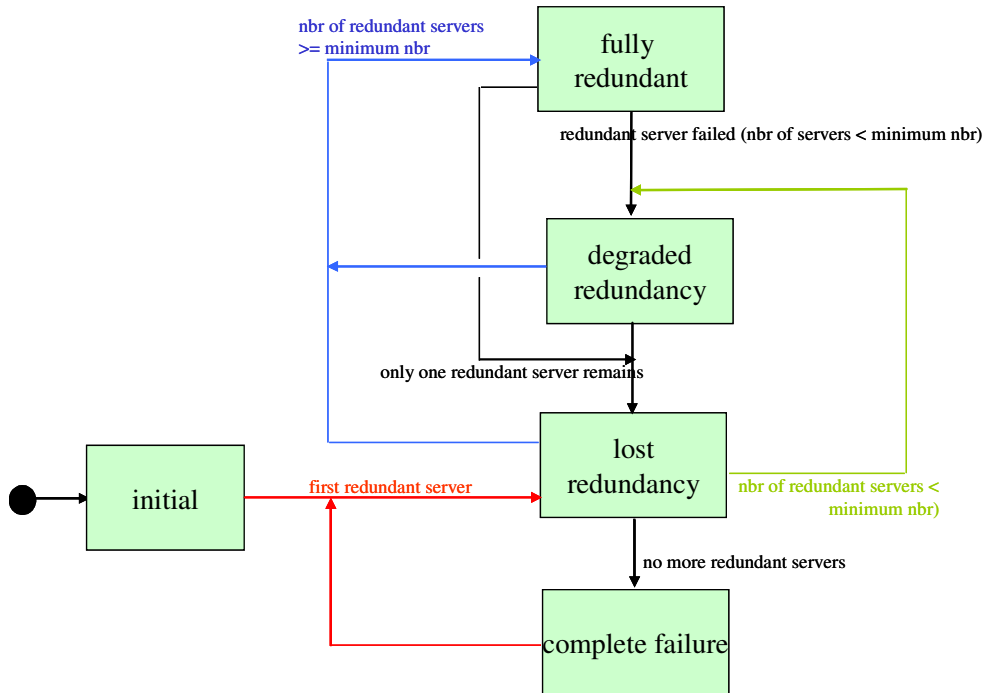 nbr of redundant servers
>= minimum nbr
fully
redundant
redundant server failed (nbr of servers < minimum nbr)
degraded
redundancy
only one redundant server remains
lost
redundancy
initial
first redundant server
nbr of redundant servers <
minimum nbr)
no more redundant servers
complete failure